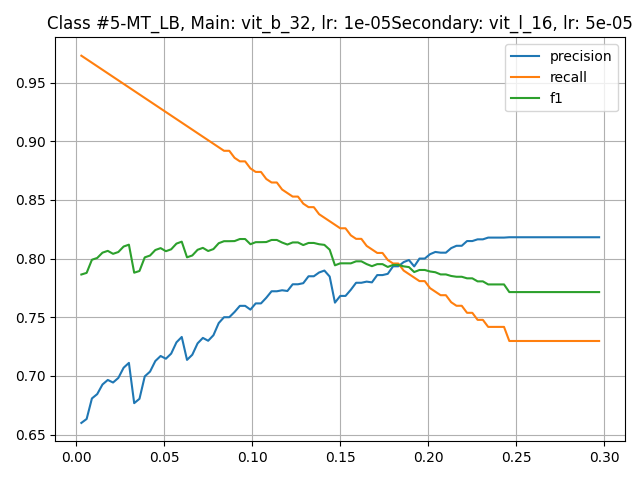 Class #5-MT_LB, Main: vit_b_32, lr: 1e-05Secondary: vit_l_16, lr: 5e-05
precision
recall
f1
0.95
0.90
0.85
0.80
0.75
0.70
0.65
0.00 0.05 0.10 0.15 0.20 0.25 0.30